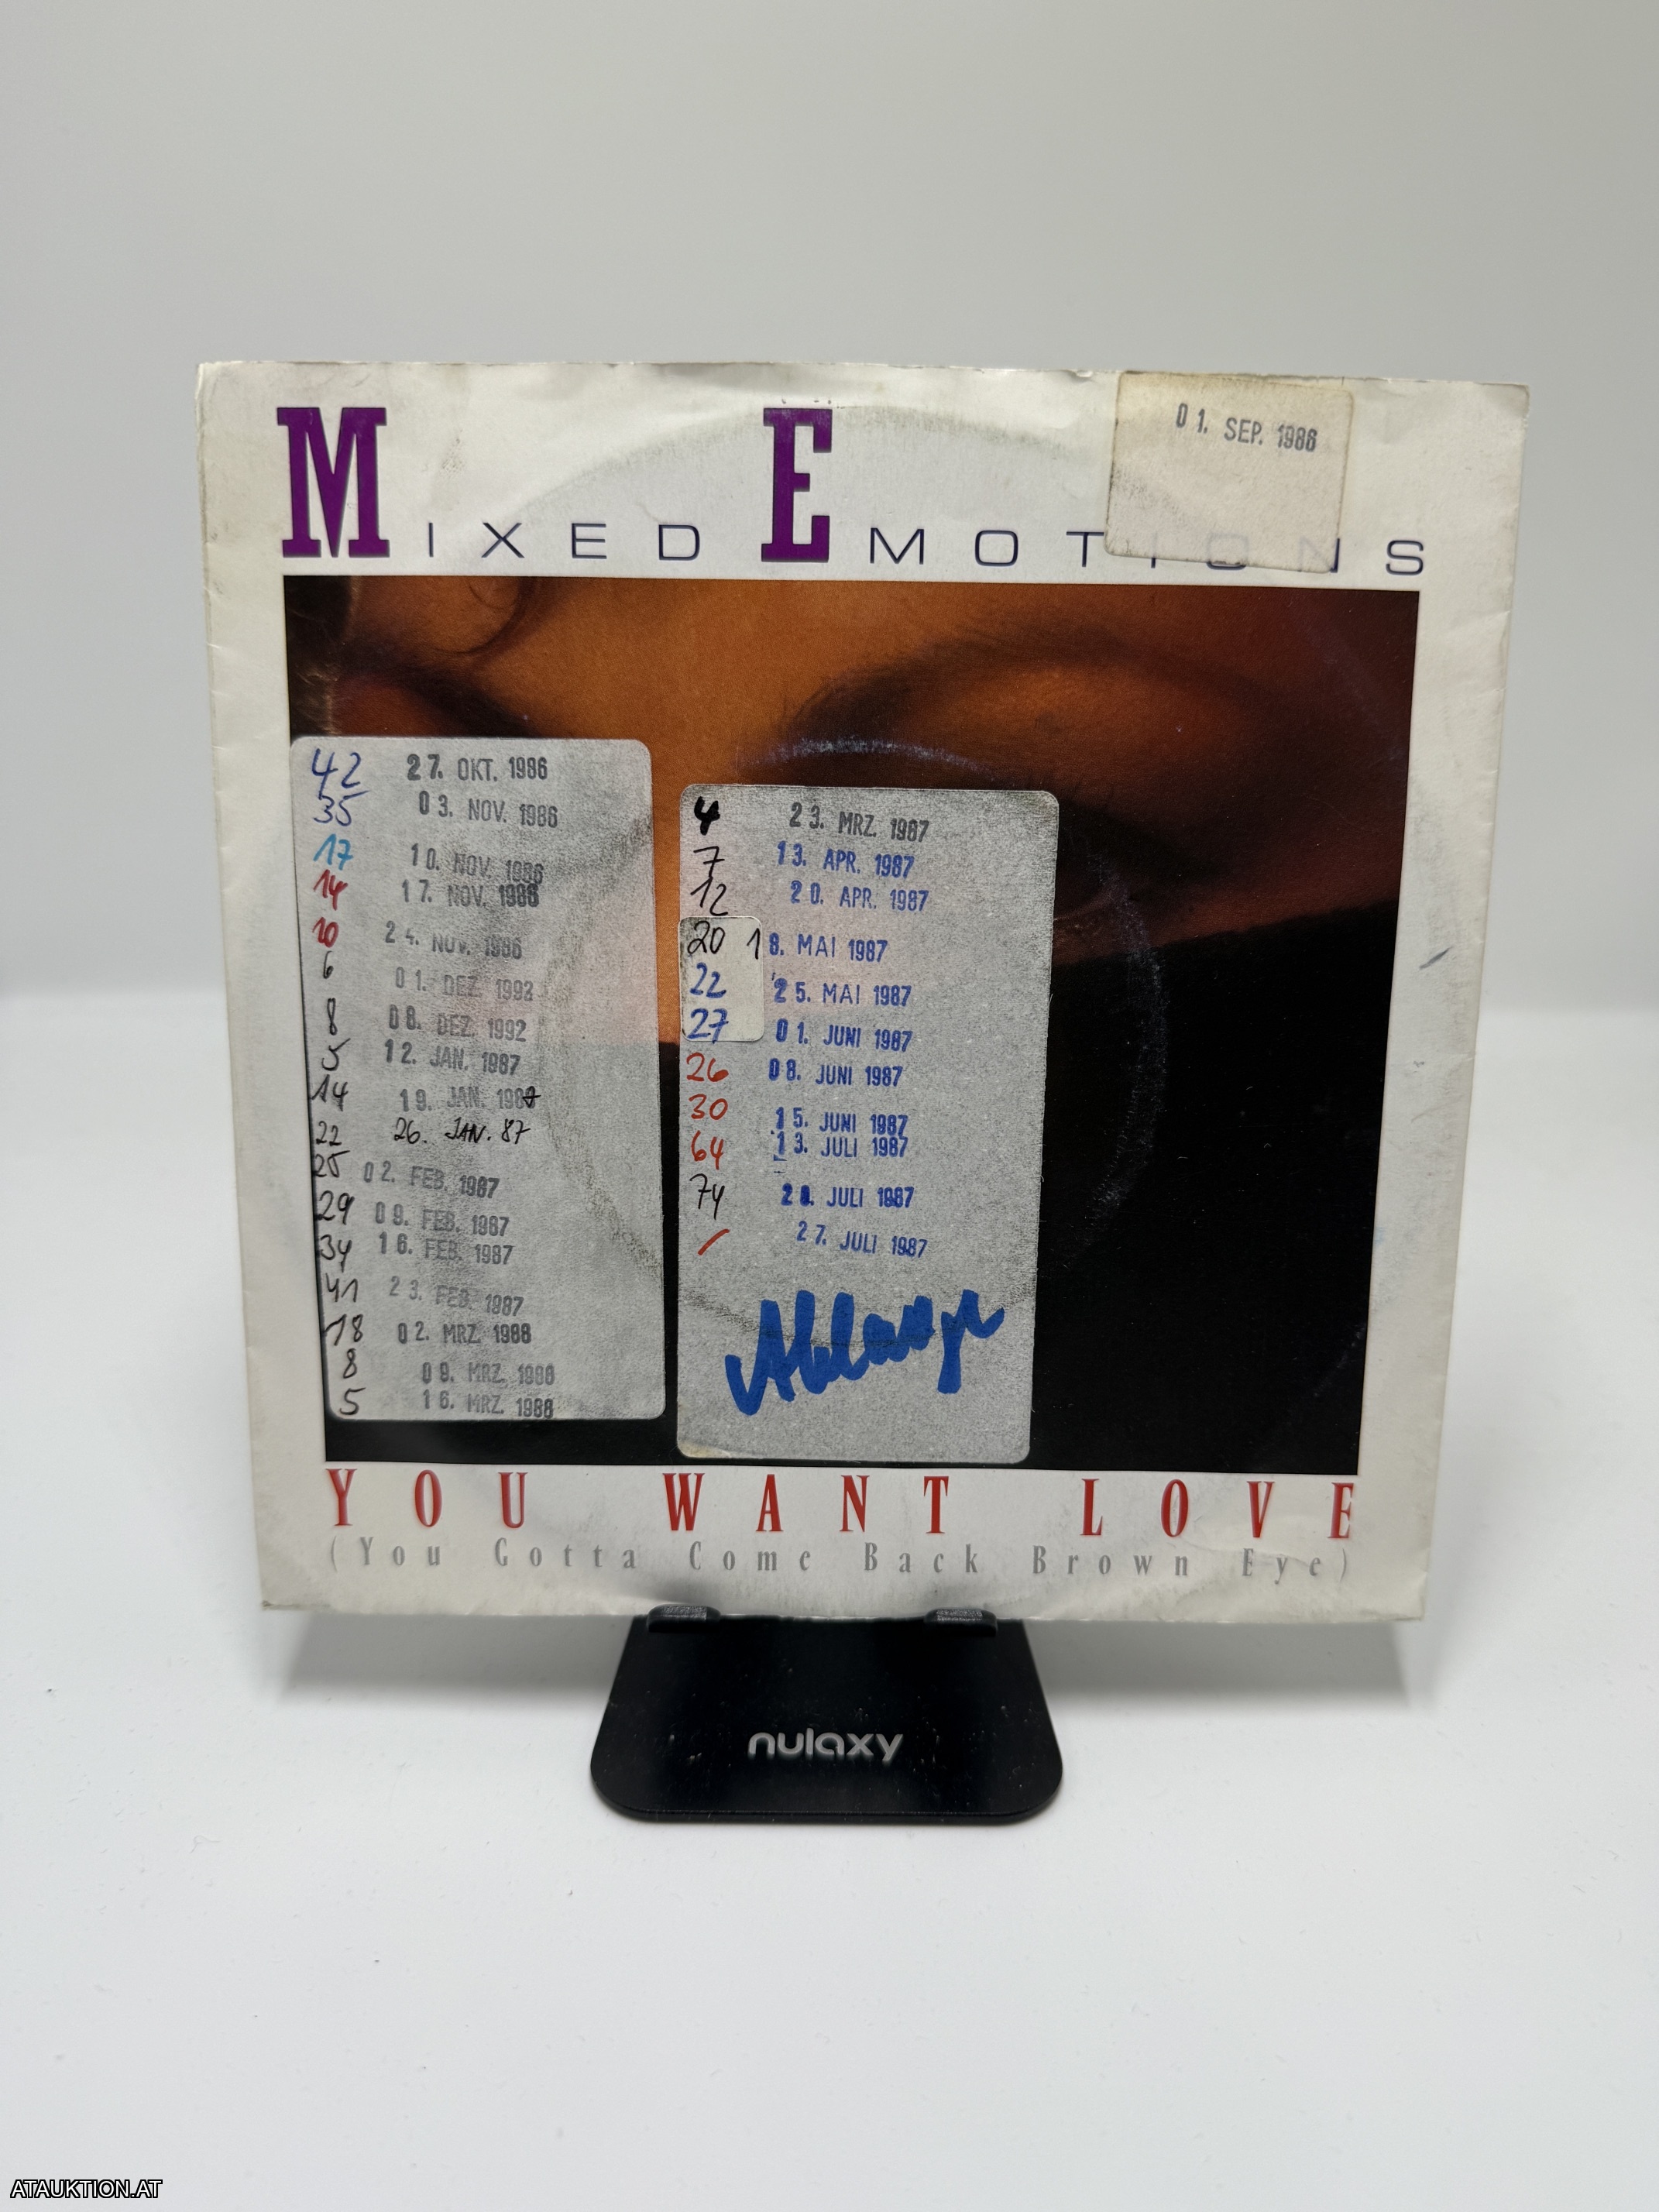 01. SEP. 1986
MIXED EMOTIONS
42 27. OKT. 1986
35 03. NOV. 1986
17 10. NOV. 1986
14 17. NOV. 1986
10 24. NOV. 1986
6 01. DEZ. 1992
8 08. DEZ. 1992
5 12. JAN. 1987
14 19. JAN. 1987
22 26. JAN. 87
25 02. FEB. 1987
29 09. FEB. 1987
34 16. FEB. 1987
41 23. FEB. 1987
18 02. MRZ. 1988
8 09. MRZ. 1988
5 16. MRZ. 1988
4 23. MRZ. 1987
7 13. APR. 1987
12 20. APR. 1987
20 18. MAI 1987
22 25. MAI 1987
27 01. JUNI 1987
26 08. JUNI 1987
30 15. JUNI 1987
64 13. JULI 1987
74 20. JULI 1987
/ 27. JULI 1987
Ablange
YOU WANT LOVE
(You Gotta Come Back Brown Eye)
nulaxy
ATAUKTION.AT